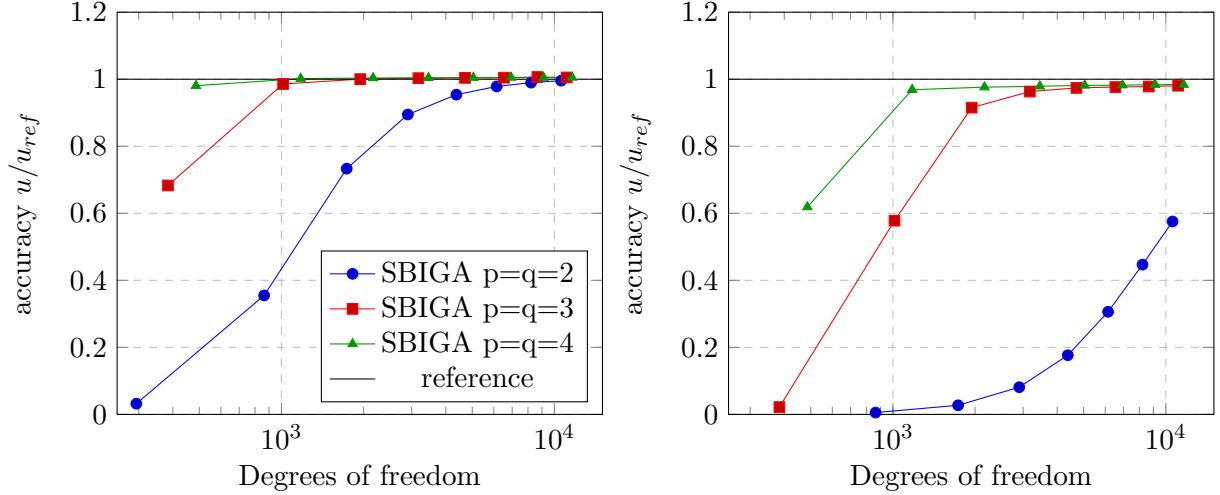 1.2
1
0.8
0.6
0.4
0.2
0
accuracy u/u_ref
10^3
10^4
Degrees of freedom
SBIGA p=q=2
SBIGA p=q=3
SBIGA p=q=4
reference
1.2
1
0.8
0.6
0.4
0.2
0
accuracy u/u_ref
10^3
10^4
Degrees of freedom